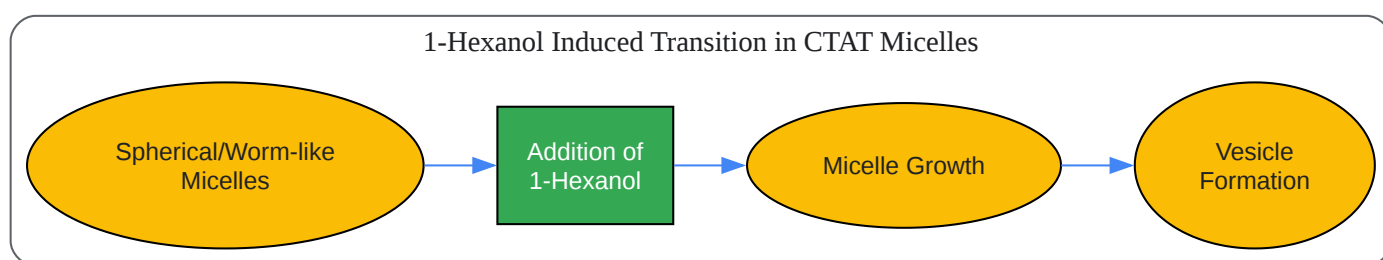 1-Hexanol Induced Transition in CTAT Micelles
Spherical/Worm-like
Micelles
Addition of
1-Hexanol
Micelle Growth
Vesicle
Formation